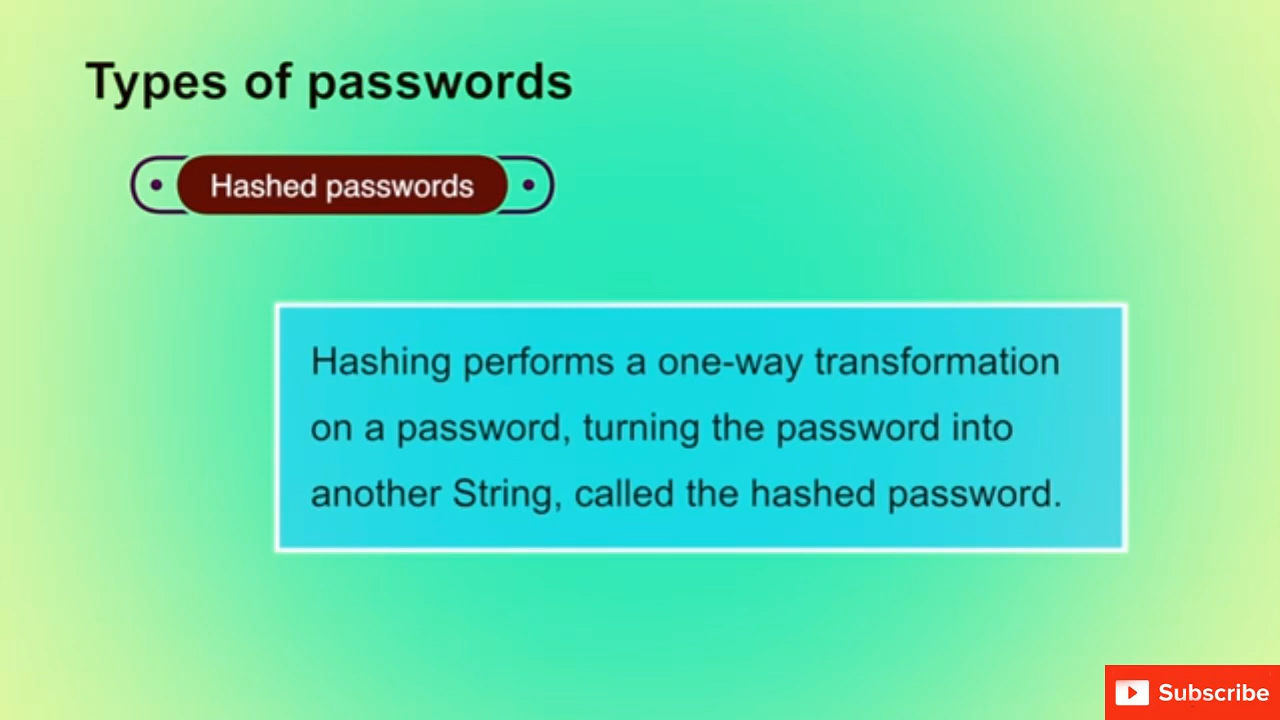 Types of passwords
Hashed passwords
Hashing performs a one-way transformation
on a password, turning the password into
another String, called the hashed password.
Subscribe